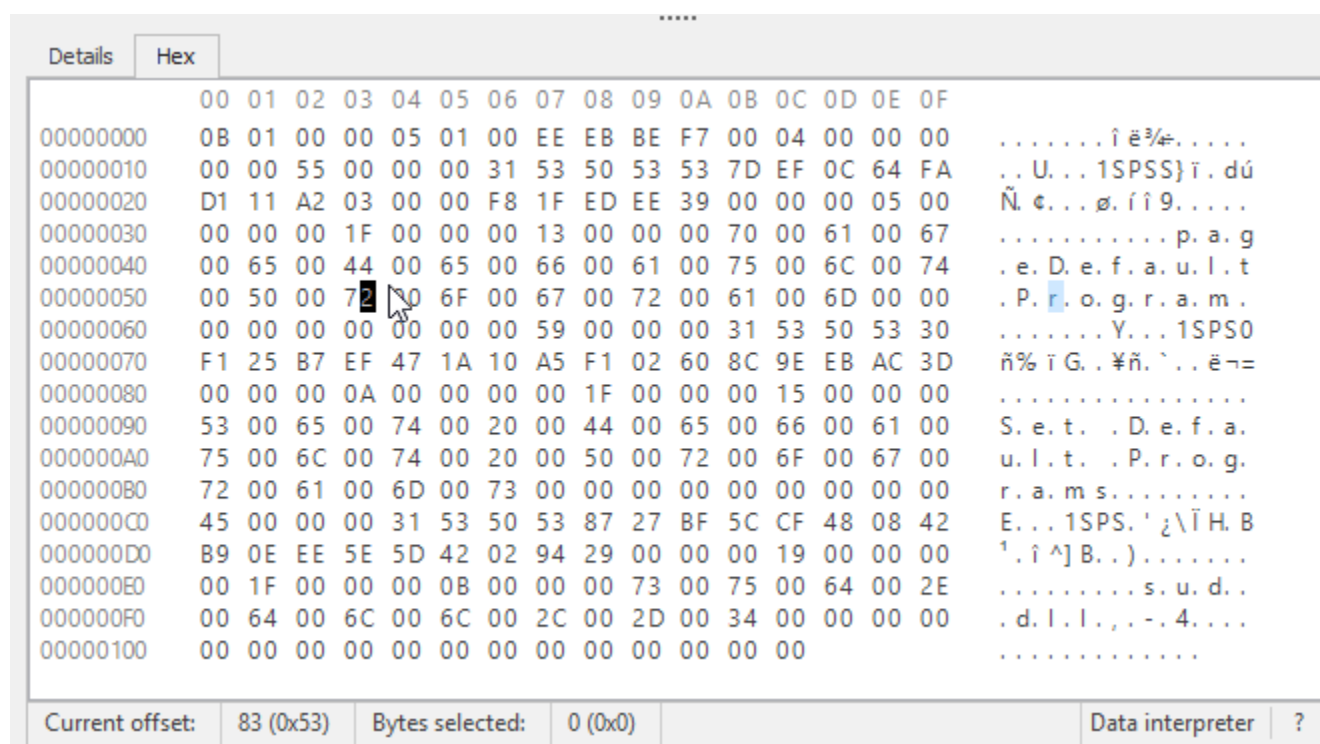 Details Hex
00 01 02 03 04 05 06 07 08 09 0A 0B 0C 0D 0E 0F
00000000 0B 01 00 00 05 01 00 EE EB BE F7 00 04 00 00 00 . . . . . . . î ë¾÷. . . . .
00000010 00 00 55 00 00 00 31 53 50 53 53 7D EF 0C 64 FA . . U. . . 1SPSS}ï. dú
00000020 D1 11 A2 03 00 00 F8 1F ED EE 39 00 00 00 05 00 Ñ. ¢. . . ø. íî9. . . . .
00000030 00 00 00 1F 00 00 00 13 00 00 00 70 00 61 00 67 . . . . . . . . . . . p. a. g
00000040 00 65 00 44 00 65 00 66 00 61 00 75 00 6C 00 74 . e. D. e. f. a. u. l. t
00000050 00 50 00 72 00 6F 00 67 00 72 00 61 00 6D 00 00 . P. r. o. g. r. a. m. .
00000060 00 00 00 00 00 00 00 59 00 00 00 31 53 50 53 30 . . . . . . . Y. . . 1SPS0
00000070 F1 25 B7 EF 47 1A 10 A5 F1 02 60 8C 9E EB AC 3D ñ% ïG. . ¥ñ. `. . ë¬=
00000080 00 00 00 0A 00 00 00 00 1F 00 00 00 15 00 00 00 . . . . . . . . . . . . . . . .
00000090 53 00 65 00 74 00 20 00 44 00 65 00 66 00 61 00 S. e. t. . D. e. f. a.
000000A0 75 00 6C 00 74 00 20 00 50 00 72 00 6F 00 67 00 u. l. t. . P. r. o. g.
000000B0 72 00 61 00 6D 00 73 00 00 00 00 00 00 00 00 00 r. a. m s. . . . . . . . .
000000C0 45 00 00 00 31 53 50 53 87 27 BF 5C CF 48 08 42 E. . . 1SPS. ' ¿\ÏH. B
000000D0 B9 0E EE 5E 5D 42 02 94 29 00 00 00 19 00 00 00 ¹. î^]B. . ). . . . . . .
000000E0 00 1F 00 00 00 0B 00 00 00 73 00 75 00 64 00 2E . . . . . . . . . s. u. d. .
000000F0 00 64 00 6C 00 6C 00 2C 00 2D 00 34 00 00 00 00 . d. l. l. , . -. 4. . . .
00000100 00 00 00 00 00 00 00 00 00 00 00 00 00 . . . . . . . . . . . . .
Current offset: 83 (0x53) Bytes selected: 0 (0x0) Data interpreter ?